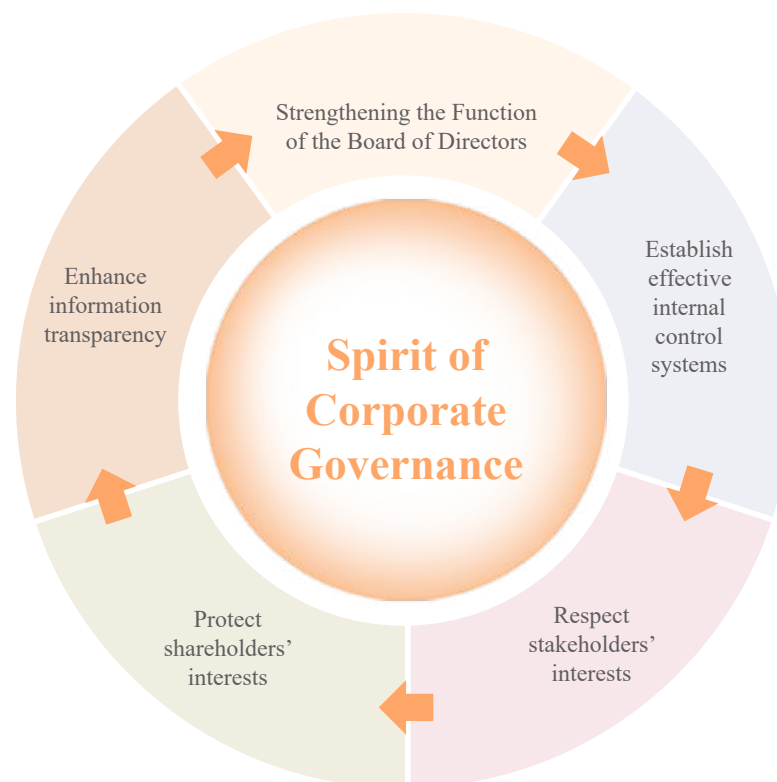 Strengthening the Function
of the Board of Directors
Establish
effective
internal
control
systems
Respect
stakeholders’
interests
Protect
shareholders’
interests
Enhance
information
transparency
Spirit of
Corporate
Governance